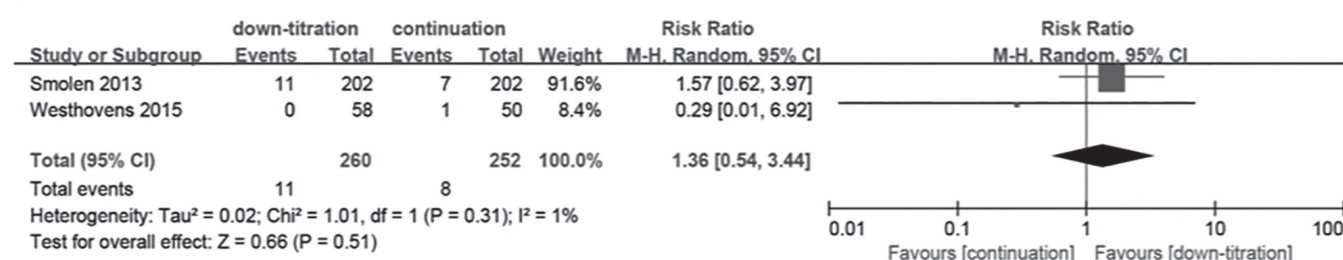 down-titration continuation Risk Ratio Risk Ratio
Study or Subgroup Events Total Events Total Weight M-H. Random. 95% CI M-H. Random. 95% CI
Smolen 2013 11 202 7 202 91.6% 1.57 [0.62, 3.97]
Westhovens 2015 0 58 1 50 8.4% 0.29 [0.01, 6.92]
Total (95% CI) 260 252 100.0% 1.36 [0.54, 3.44]
Total events 11 8
Heterogeneity: Tau² = 0.02; Chi² = 1.01, df = 1 (P = 0.31); I² = 1%
Test for overall effect: Z = 0.66 (P = 0.51)
0.01 0.1 1 10 100
Favours [continuation] Favours [down-titration]